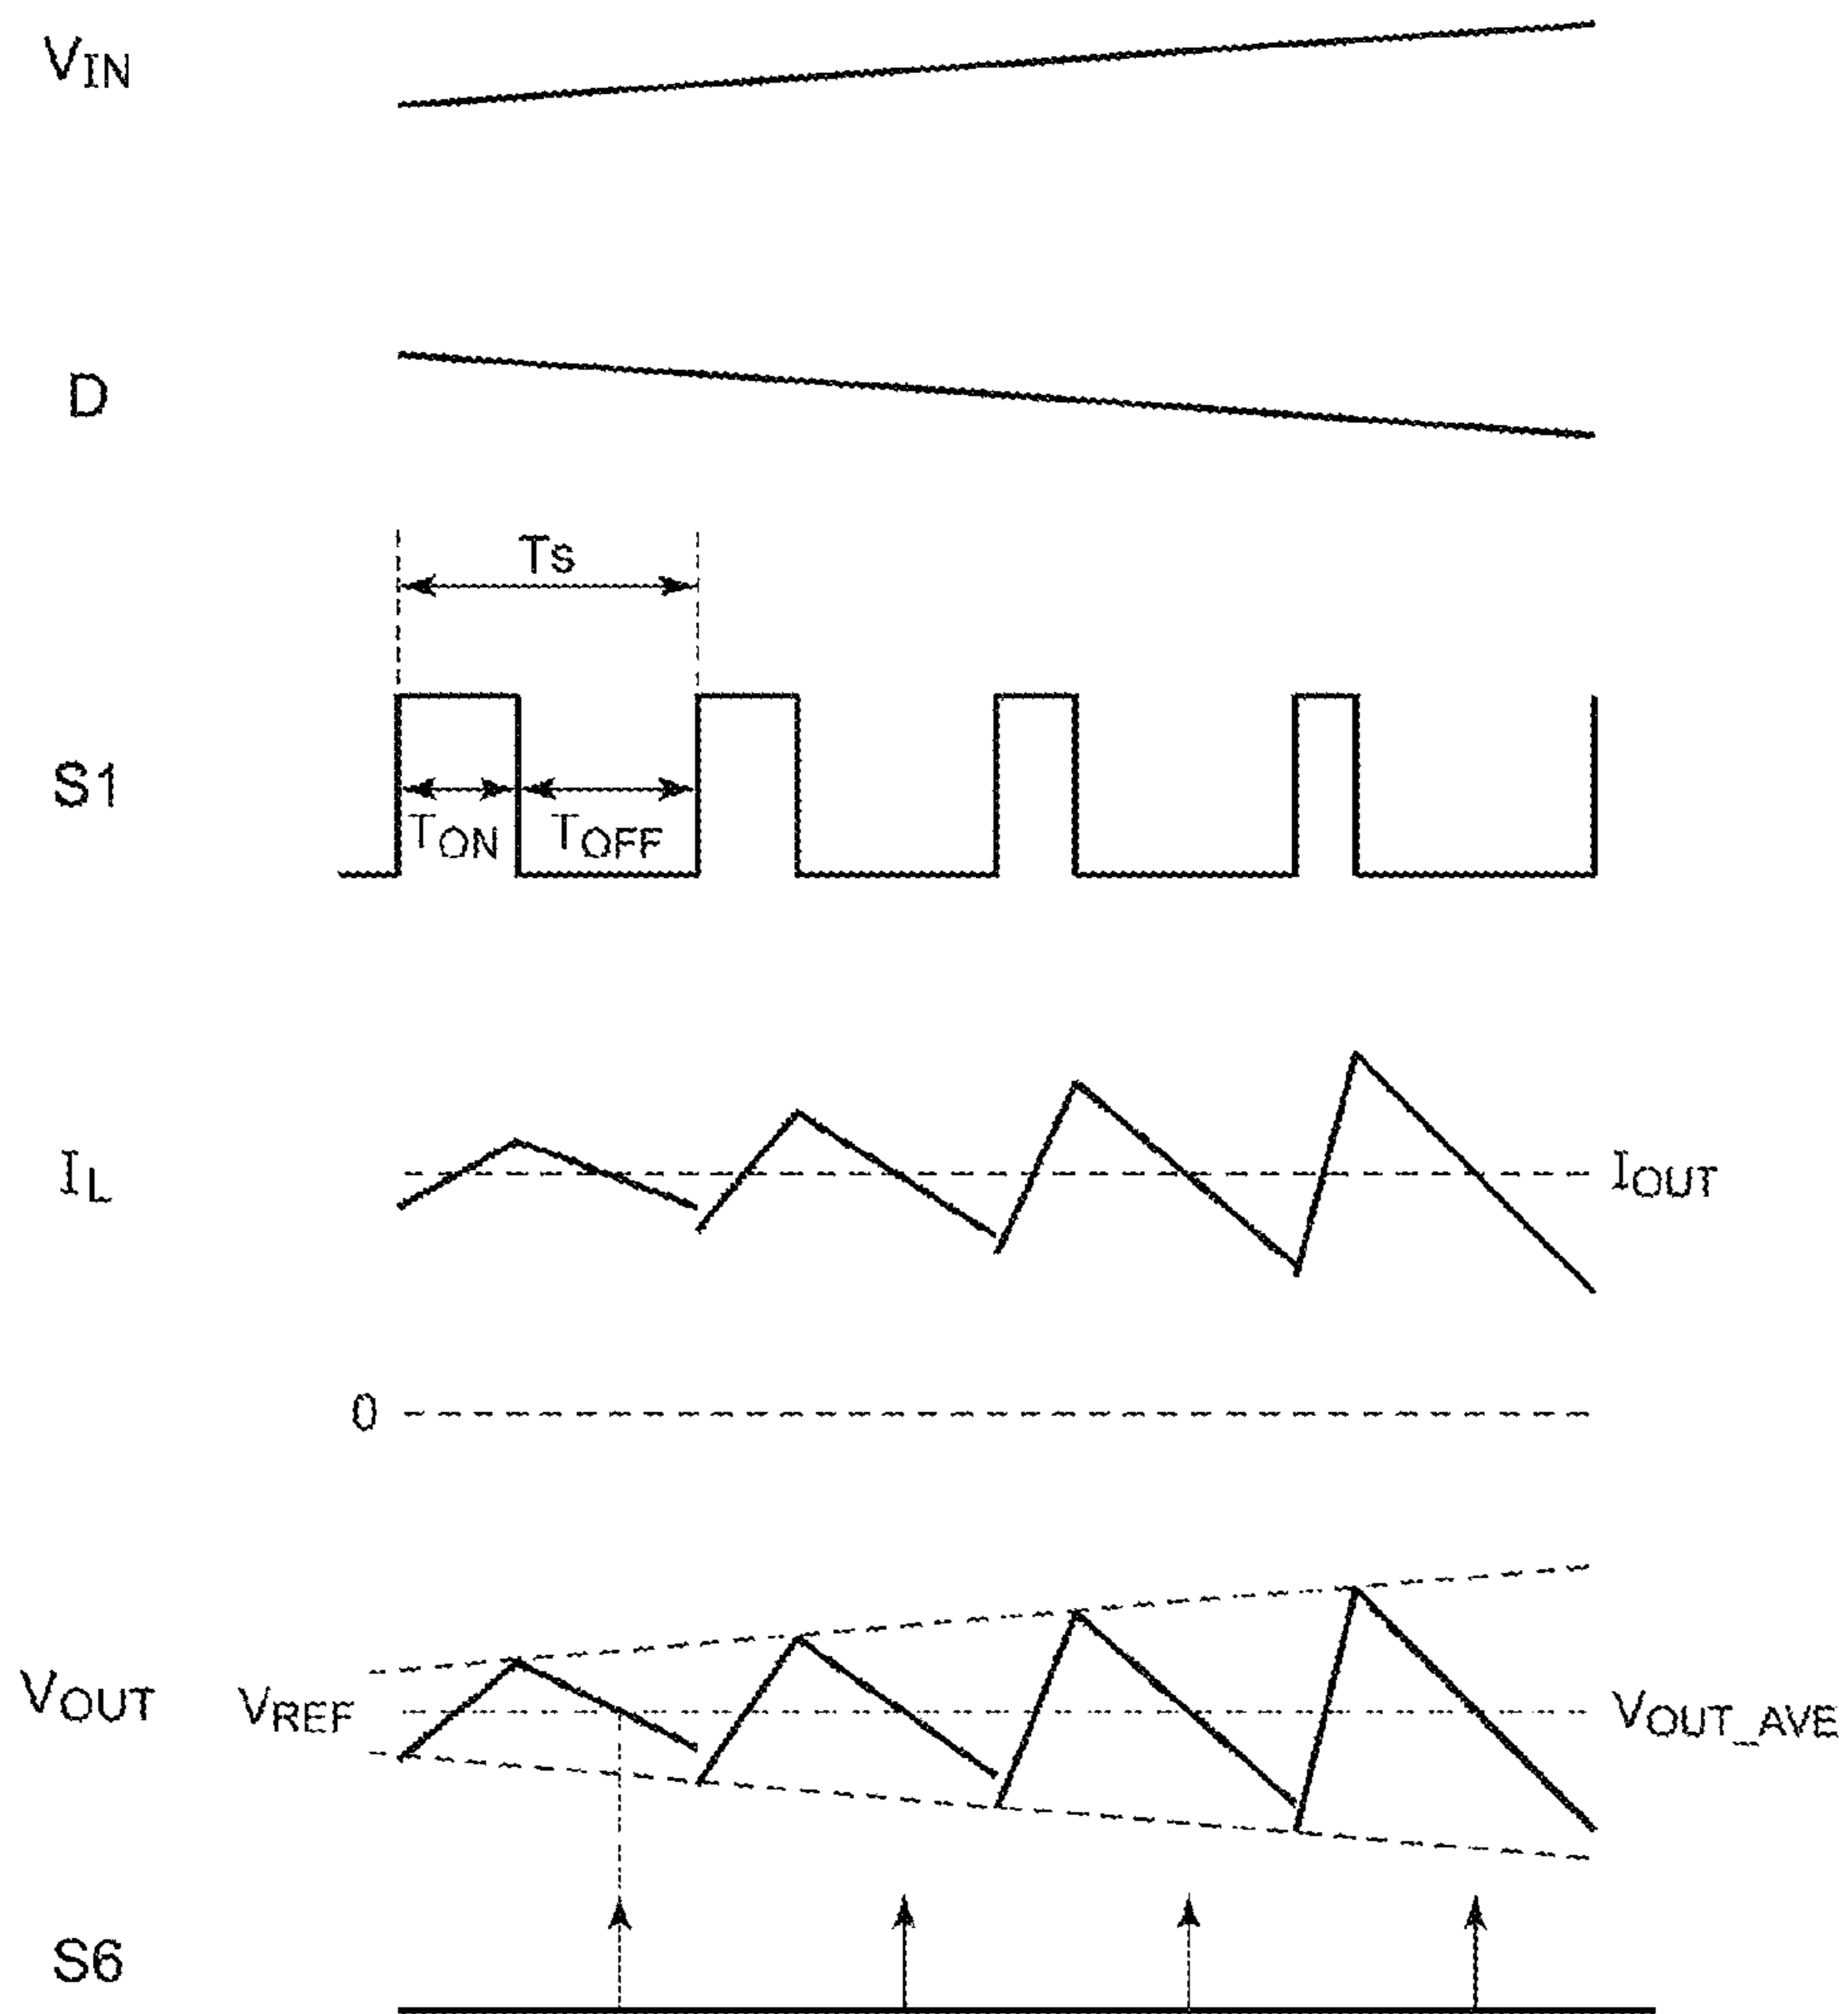 VIN
D
Ts
S1
TON
TOFF
IL
IOUT
0
VOUT
VREF
VOUT_AVE
S6